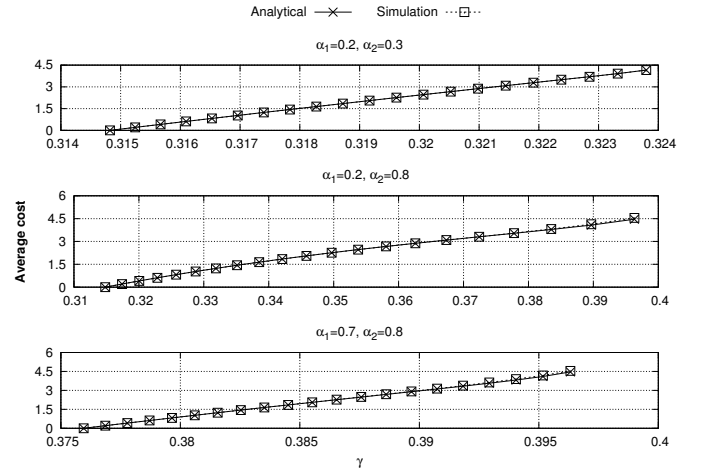 Analytical Simulation
α1=0.2, α2=0.3
4.5
3
1.5
0
0.314 0.315 0.316 0.317 0.318 0.319 0.32 0.321 0.322 0.323 0.324
α1=0.2, α2=0.8
6
4.5
3
1.5
0
0.31 0.32 0.33 0.34 0.35 0.36 0.37 0.38 0.39 0.4
Average cost
α1=0.7, α2=0.8
6
4.5
3
1.5
0
0.375 0.38 0.385 0.39 0.395 0.4
γ